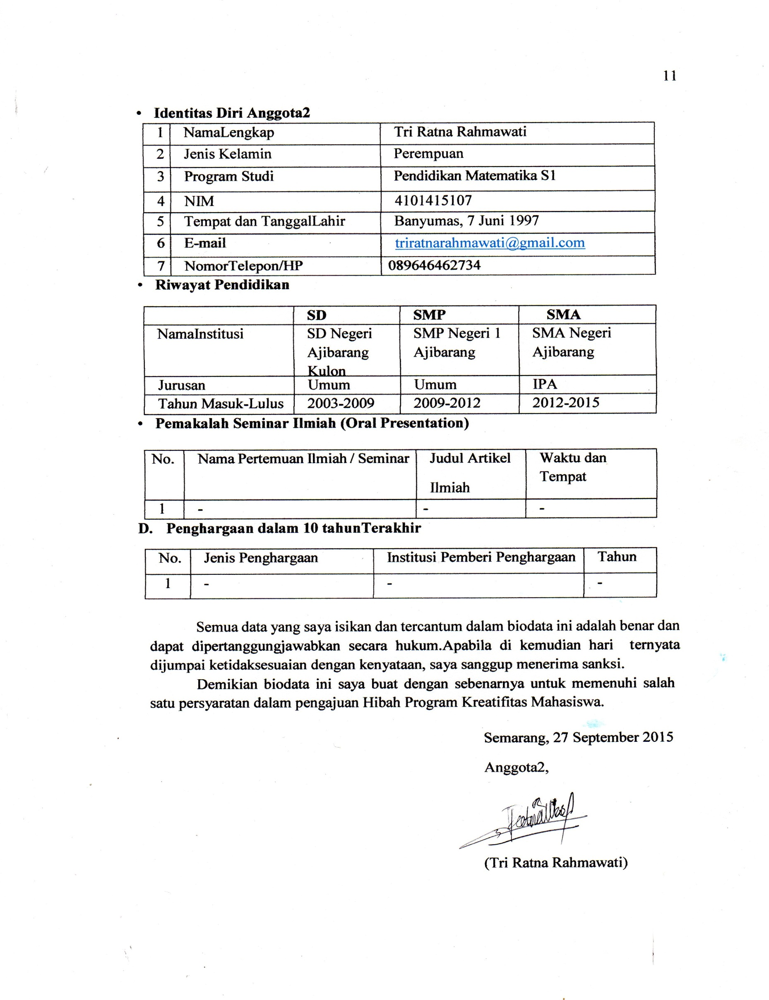 11
• Identitas Diri Anggota2
1 NamaLengkap Tri Ratna Rahmawati
2 Jenis Kelamin Perempuan
3 Program Studi Pendidikan Matematika S1
4 NIM 4101415107
5 Tempat dan TanggalLahir Banyumas, 7 Juni 1997
6 E-mail triratnarahmawati@gmail.com
7 NomorTelepon/HP 089646462734
• Riwayat Pendidikan
SD SMP SMA
NamaInstitusi SD Negeri SMP Negeri 1 SMA Negeri
Ajibarang Ajibarang Ajibarang
Kulon
Jurusan Umum Umum IPA
Tahun Masuk-Lulus 2003-2009 2009-2012 2012-2015
• Pemakalah Seminar Ilmiah (Oral Presentation)
No. Nama Pertemuan Ilmiah / Seminar Judul Artikel Waktu dan
Tempat
Ilmiah
1 - - -
D. Penghargaan dalam 10 tahunTerakhir
No. Jenis Penghargaan Institusi Pemberi Penghargaan Tahun
1 - - -
Semua data yang saya isikan dan tercantum dalam biodata ini adalah benar dan
dapat dipertanggungjawabkan secara hukum.Apabila di kemudian hari ternyata
dijumpai ketidaksesuaian dengan kenyataan, saya sanggup menerima sanksi.
Demikian biodata ini saya buat dengan sebenarnya untuk memenuhi salah
satu persyaratan dalam pengajuan Hibah Program Kreatifitas Mahasiswa.
Semarang, 27 September 2015
Anggota2,
(Tri Ratna Rahmawati)